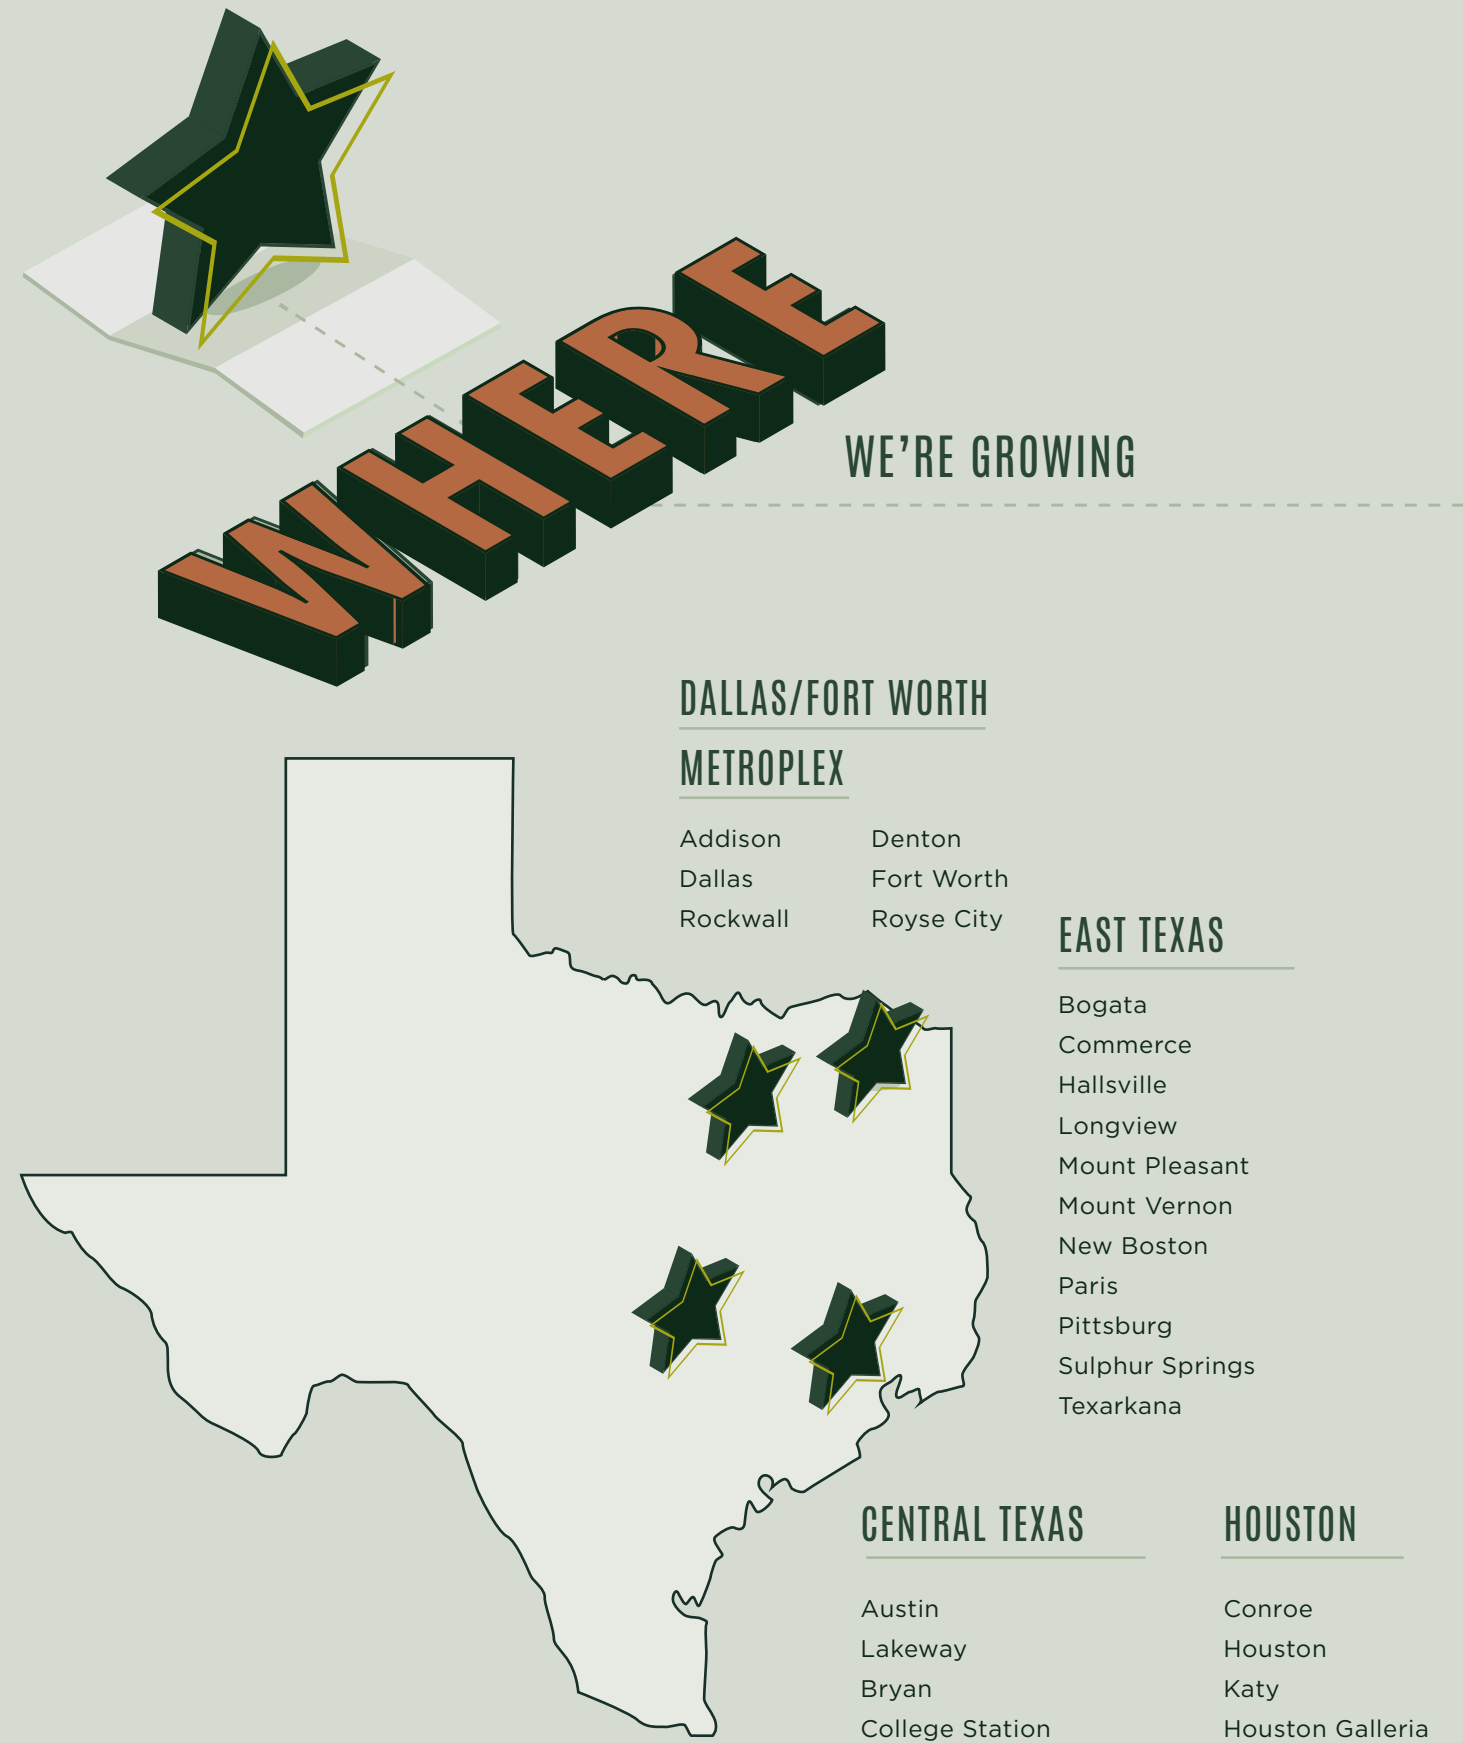 WHERE
WE’RE GROWING
DALLAS/FORT WORTH
METROPLEX
Addison
Dallas
Rockwall
Denton
Fort Worth
Royse City
EAST TEXAS
Bogata
Commerce
Hallsville
Longview
Mount Pleasant
Mount Vernon
New Boston
Paris
Pittsburg
Sulphur Springs
Texarkana
CENTRAL TEXAS
Austin
Lakeway
Bryan
College Station
HOUSTON
Conroe
Houston
Katy
Houston Galleria